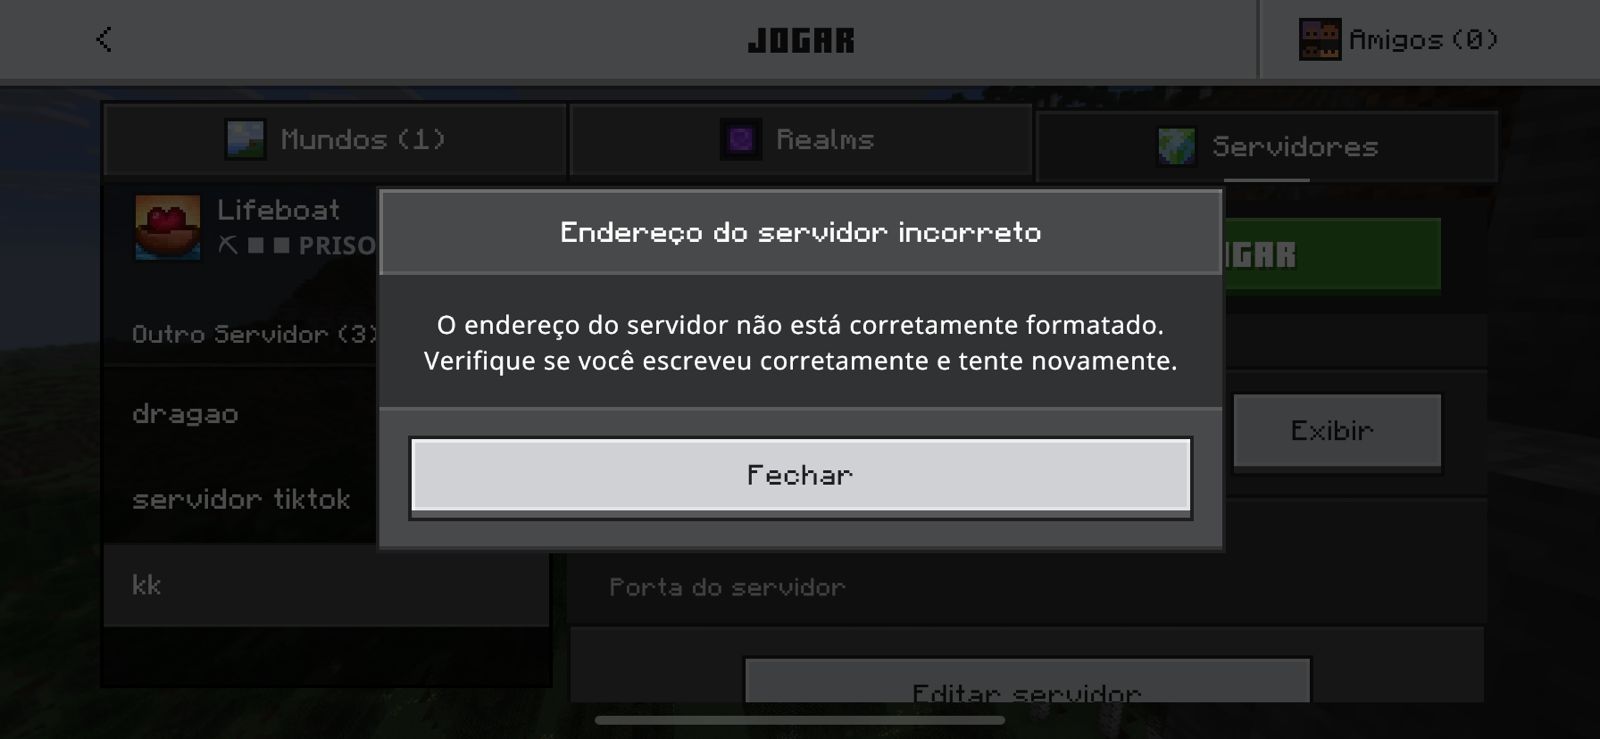 JOGAR
Amigos (0)
Mundos (1)
Realms
Servidores
Lifeboat
PRISO
Endereço do servidor incorreto
O endereço do servidor não está corretamente formatado.
Verifique se você escreveu corretamente e tente novamente.
Fechar
GAR
Outro Servidor (3)
dragao
servidor tiktok
kk
Exibir
Porta do servidor
Editar servidor